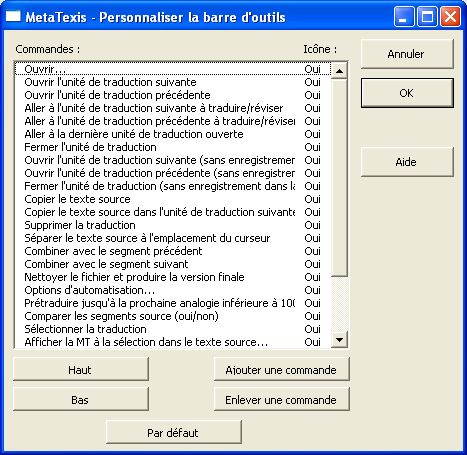 MetaTexis - Personnaliser la barre d'outils
Commandes :
Icône :
Ouvrir... Oui
Ouvrir l'unité de traduction suivante Oui
Ouvrir l'unité de traduction précédente Oui
Aller à l'unité de traduction suivante à traduire/réviser Oui
Aller à l'unité de traduction précédente à traduire/réviser Oui
Aller à la dernière unité de traduction ouverte Oui
Fermer l'unité de traduction Oui
Ouvrir l'unité de traduction suivante (sans enregistrement Oui
Ouvrir l'unité de traduction précédente (sans enregistrement Oui
Fermer l'unité de traduction (sans enregistrement dans la Oui
Copier le texte source Oui
Copier le texte source dans l'unité de traduction suivante Oui
Supprimer la traduction Oui
Séparer le texte source à l'emplacement du curseur Oui
Combiner avec le segment précédent Oui
Combiner avec le segment suivant Oui
Nettoyer le fichier et produire la version finale Oui
Options d'automatisation... Oui
Prétraduire jusqu'à la prochaine analogie inférieure à 100 Oui
Comparer les segments source (oui/non) Oui
Sélectionner la traduction Oui
Afficher la MT à la sélection dans le texte source... Oui
Annuler
OK
Aide
Haut
Ajouter une commande
Bas
Enlever une commande
Par défaut